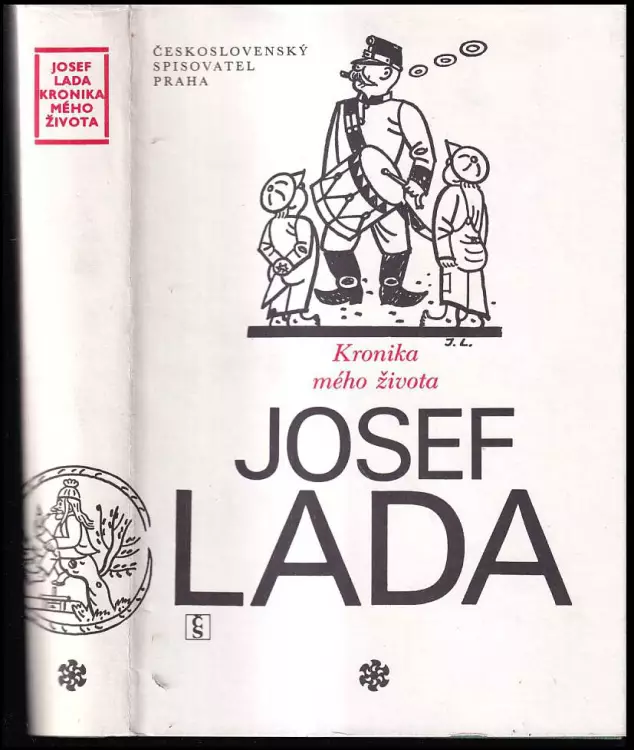 JOSEF
LADA
KRONIKA
MÉHO
ŽIVOTA
ČESKOSLOVENSKÝ
SPISOVATEL
PRAHA
J.L.
Kronika
mého života
JOSEF
LADA
ČS